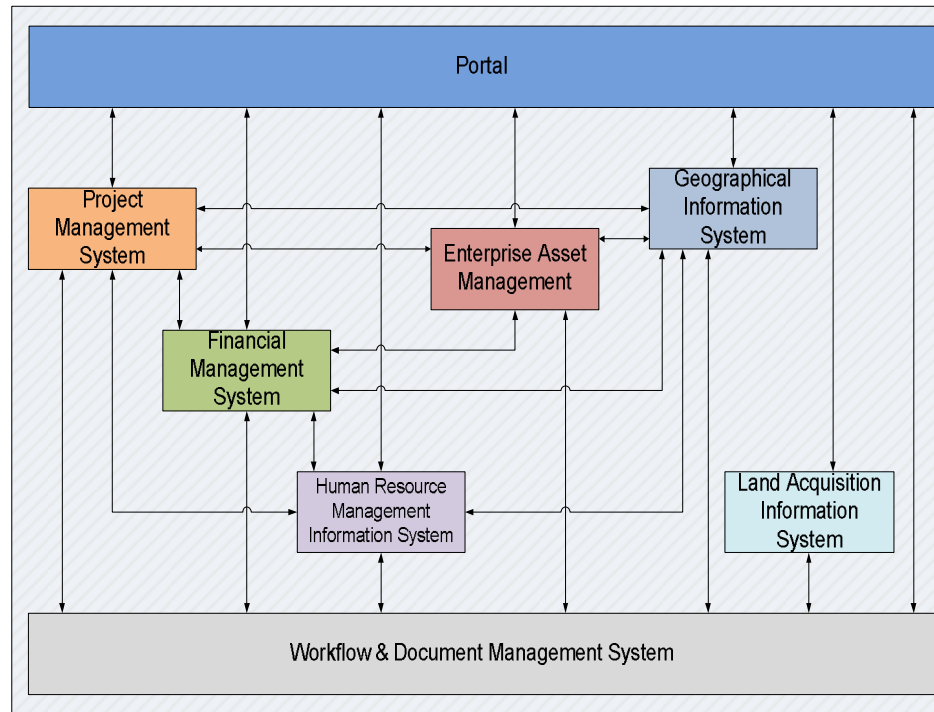 Portal
Project
Management
System
Geographical
Information
System
Enterprise Asset
Management
Financial
Management
System
Human Resource
Management
Information System
Land Acquisition
Information
System
Workflow & Document Management System